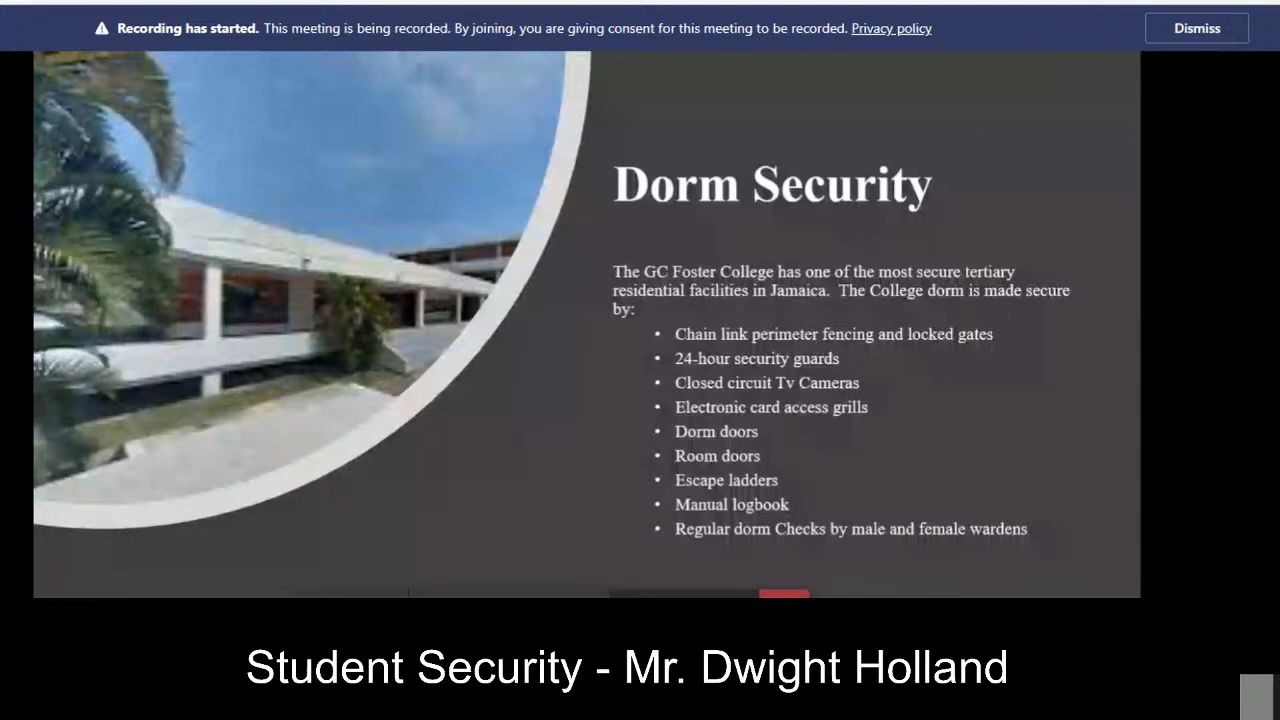 Recording has started. This meeting is being recorded. By joining, you are giving consent for this meeting to be recorded. Privacy policy
Dismiss
Dorm Security
The GC Foster College has one of the most secure tertiary
residential facilities in Jamaica. The College dorm is made secure
by:
• Chain link perimeter fencing and locked gates
• 24-hour security guards
• Closed circuit Tv Cameras
• Electronic card access grills
• Dorm doors
• Room doors
• Escape ladders
• Manual logbook
• Regular dorm Checks by male and female wardens
Student Security - Mr. Dwight Holland